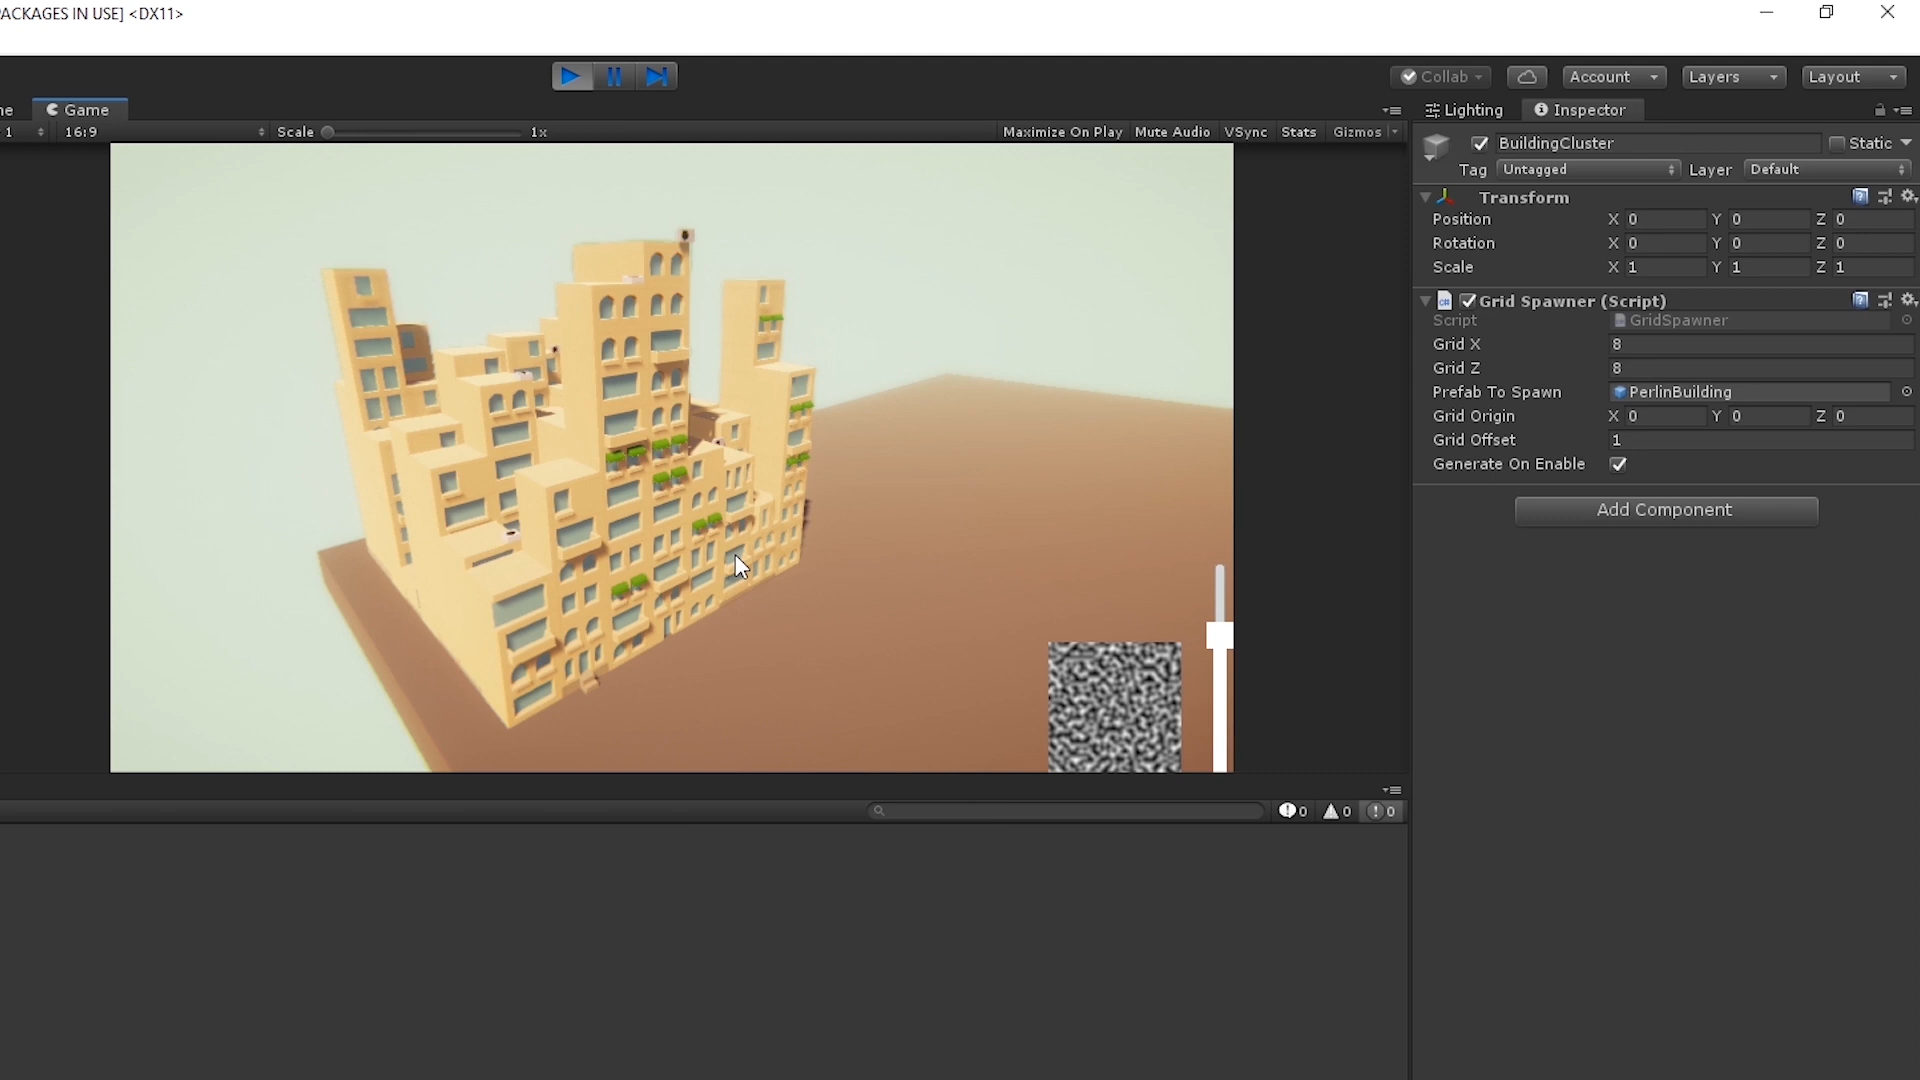 ACKAGES IN USE] <DX11>
Collab
Account
Layers
Layout
ne
Game
Lighting
Inspector
1
16:9
Scale
1x
Maximize On Play
Mute Audio
VSync
Stats
Gizmos
BuildingCluster
Static
Tag
Untagged
Layer
Default
Transform
Position X 0 Y 0 Z 0
Rotation X 0 Y 0 Z 0
Scale X 1 Y 1 Z 1
Grid Spawner (Script)
Script GridSpawner
Grid X 8
Grid Z 8
Prefab To Spawn PerlinBuilding
Grid Origin X 0 Y 0 Z 0
Grid Offset 1
Generate On Enable
Add Component
0
0
0